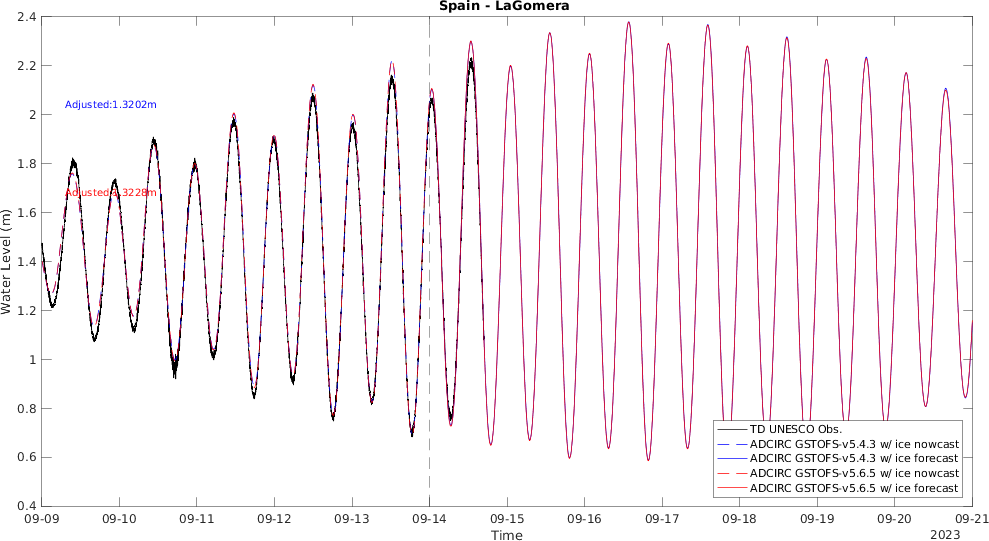 Spain - LaGomera
2.4
2.2
2
1.8
1.6
1.4
1.2
1
0.8
0.6
0.4
Water Level (m)
Adjusted:1.3202m
Adjusted:1.3228m
TD UNESCO Obs.
ADCIRC GSTOFS-v5.4.3 w/ ice nowcast
ADCIRC GSTOFS-v5.4.3 w/ ice forecast
ADCIRC GSTOFS-v5.6.5 w/ ice nowcast
ADCIRC GSTOFS-v5.6.5 w/ ice forecast
09-09 09-10 09-11 09-12 09-13 09-14 09-15 09-16 09-17 09-18 09-19 09-20 09-21
Time
2023